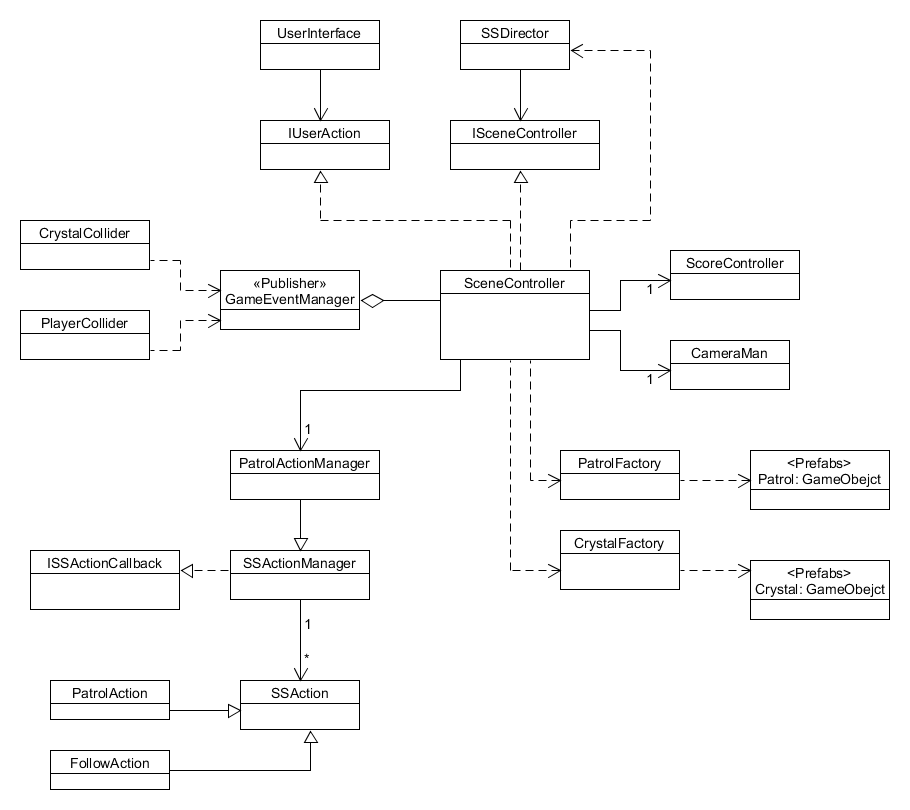 UserInterface
SSDirector
IUserAction
ISceneController
CrystalCollider
ScoreController
«Publisher»
GameEventManager
SceneController
1
PlayerCollider
CameraMan
1
1
PatrolActionManager
PatrolFactory
<Prefabs>
Patrol: GameObejct
CrystalFactory
ISSActionCallback
SSActionManager
<Prefabs>
Crystal: GameObejct
1
*
PatrolAction
SSAction
FollowAction